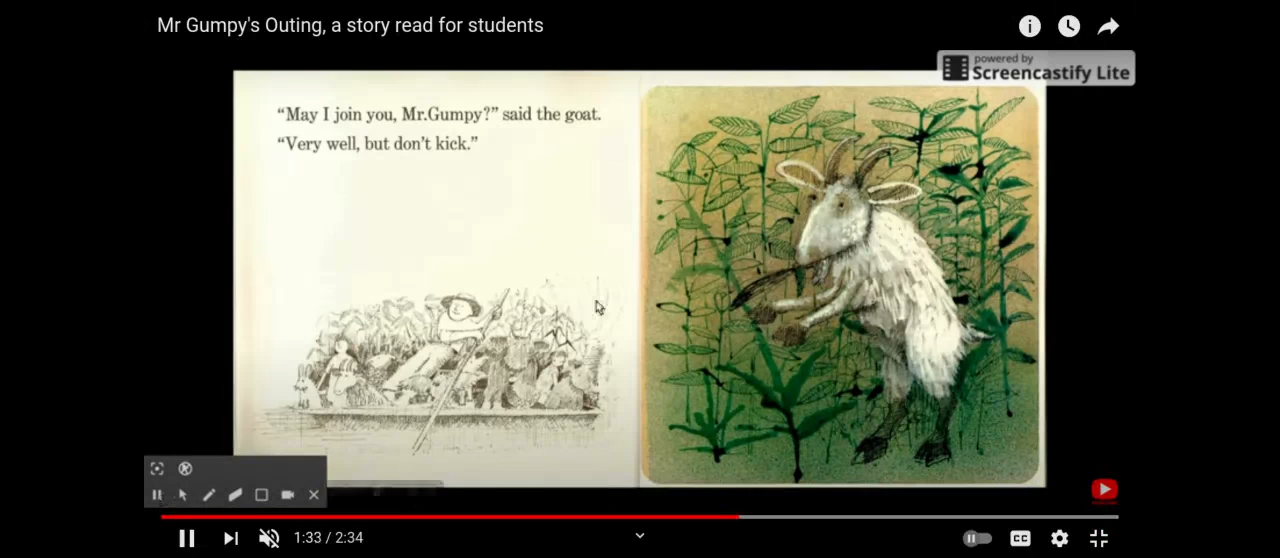 Mr Gumpy's Outing, a story read for students
powered by
Screencastify Lite
“May I join you, Mr.Gumpy?” said the goat.
“Very well, but don’t kick.”
1:33 / 2:34
CC